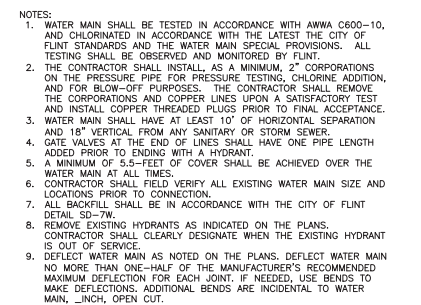 NOTES:
1. WATER MAIN SHALL BE TESTED IN ACCORDANCE WITH AWWA C600-10,
AND CHLORINATED IN ACCORDANCE WITH THE LATEST THE CITY OF
FLINT STANDARDS AND THE WATER MAIN SPECIAL PROVISIONS. ALL
TESTING SHALL BE OBSERVED AND MONITORED BY FLINT.
2. THE CONTRACTOR SHALL INSTALL, AS A MINIMUM, 2" CORPORATIONS
ON THE PRESSURE PIPE FOR PRESSURE TESTING, CHLORINE ADDITION,
AND FOR BLOW-OFF PURPOSES. THE CONTRACTOR SHALL REMOVE
THE CORPORATIONS AND COPPER LINES UPON A SATISFACTORY TEST
AND INSTALL COPPER THREADED PLUGS PRIOR TO FINAL ACCEPTANCE.
3. WATER MAIN SHALL HAVE AT LEAST 10' OF HORIZONTAL SEPARATION
AND 18" VERTICAL FROM ANY SANITARY OR STORM SEWER.
4. GATE VALVES AT THE END OF LINES SHALL HAVE ONE PIPE LENGTH
ADDED PRIOR TO ENDING WITH A HYDRANT.
5. A MINIMUM OF 5.5-FEET OF COVER SHALL BE ACHIEVED OVER THE
WATER MAIN AT ALL TIMES.
6. CONTRACTOR SHALL FIELD VERIFY ALL EXISTING WATER MAIN SIZE AND
LOCATIONS PRIOR TO CONNECTION.
7. ALL BACKFILL SHALL BE IN ACCORDANCE WITH THE CITY OF FLINT
DETAIL SD-7W.
8. REMOVE EXISTING HYDRANTS AS INDICATED ON THE PLANS.
CONTRACTOR SHALL CLEARLY DESIGNATE WHEN THE EXISTING HYDRANT
IS OUT OF SERVICE.
9. DEFLECT WATER MAIN AS NOTED ON THE PLANS. DEFLECT WATER MAIN
NO MORE THAN ONE-HALF OF THE MANUFACTURER'S RECOMMENDED
MAXIMUM DEFLECTION FOR EACH JOINT. IF NEEDED, USE BENDS TO
MAKE DEFLECTIONS. ADDITIONAL BENDS ARE INCIDENTAL TO WATER
MAIN, _INCH, OPEN CUT.